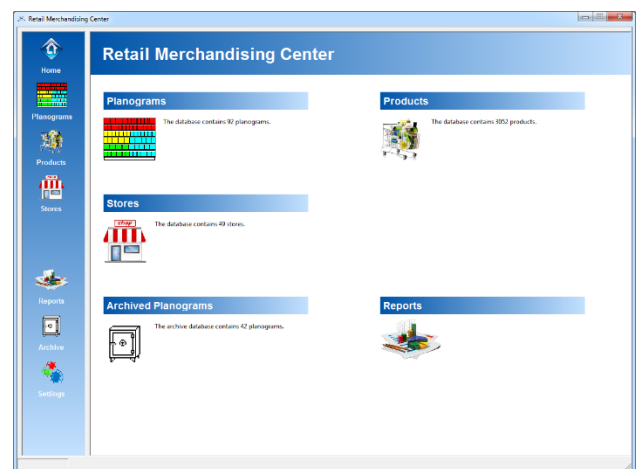 Retail Merchandising Center
Home
Planograms
Products
Stores
Reports
Archive
Settings
Retail Merchandising Center
Planograms
The database contains 92 planograms.
Products
The database contains 3052 products.
Stores
shop
The database contains 49 stores.
Archived Planograms
The archive database contains 42 planograms.
Reports